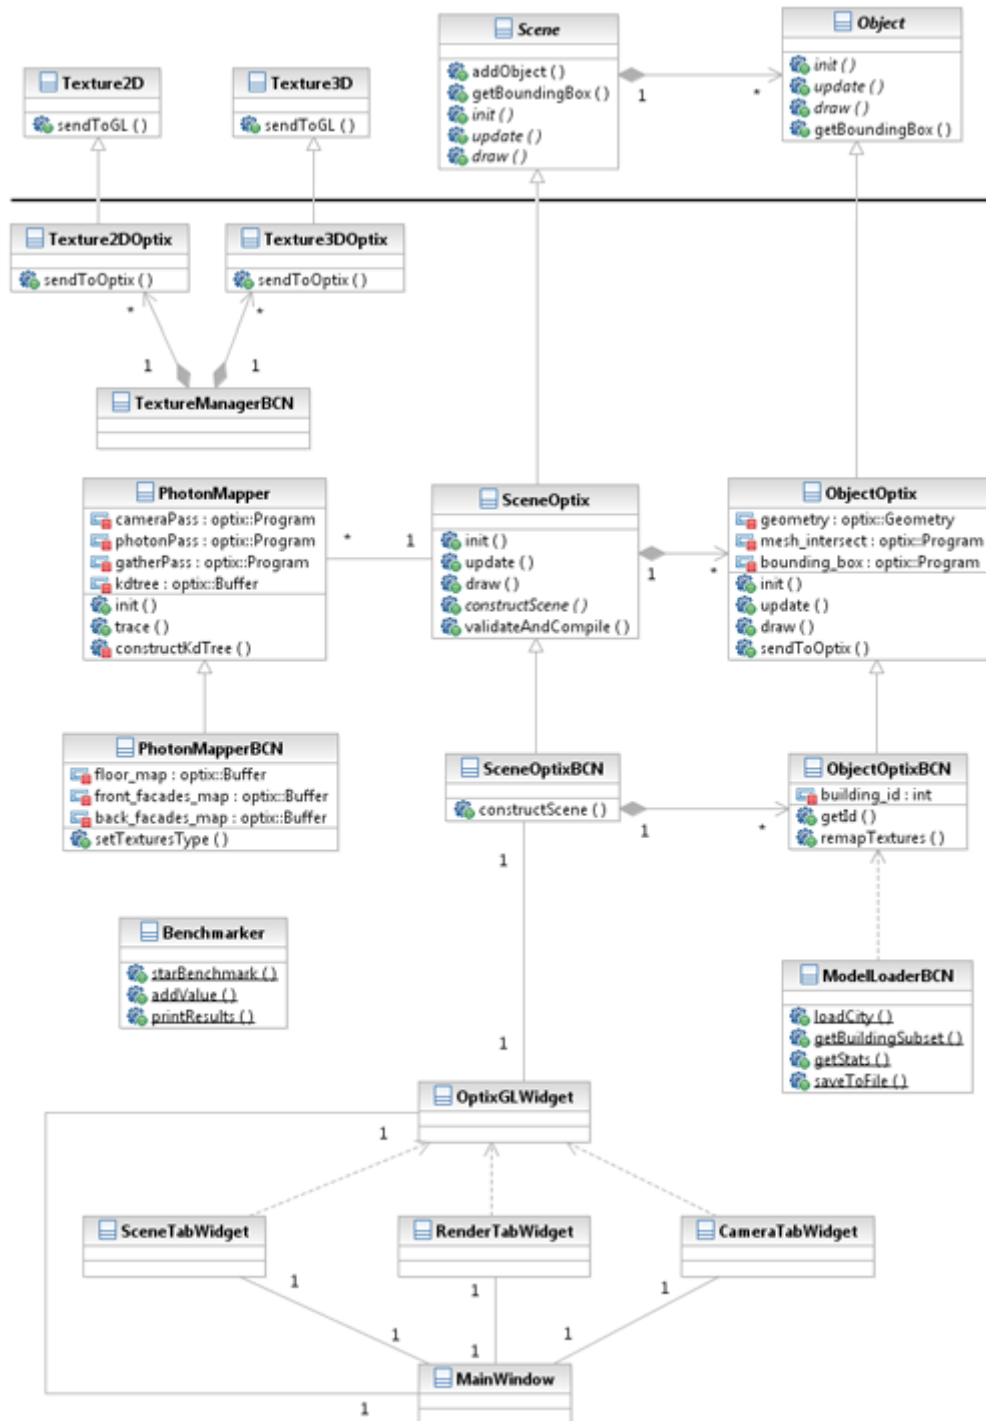 Scene
addObject ( )
getBoundingBox ( )
init ( )
update ( )
draw ( )
1
*
Object
init ( )
update ( )
draw ( )
getBoundingBox ( )
Texture2D
sendToGL ( )
Texture3D
sendToGL ( )
Texture2DOptix
sendToOptix ( )
Texture3DOptix
sendToOptix ( )
*
*
1
1
TextureManagerBCN
PhotonMapper
cameraPass : optix::Program
photonPass : optix::Program
gatherPass : optix::Program
kdtree : optix::Buffer
init ( )
trace ( )
constructKdTree ( )
*
1
SceneOptix
init ( )
update ( )
draw ( )
constructScene ( )
validateAndCompile ( )
1
*
ObjectOptix
geometry : optix::Geometry
mesh_intersect : optix::Program
bounding_box : optix::Program
init ( )
update ( )
draw ( )
sendToOptix ( )
PhotonMapperBCN
floor_map : optix::Buffer
front_facades_map : optix::Buffer
back_facades_map : optix::Buffer
setTexturesType ( )
SceneOptixBCN
constructScene ( )
1
*
ObjectOptixBCN
building_id : int
getId ( )
remapTextures ( )
1
Benchmarker
starBenchmark ( )
addValue ( )
printResults ( )
ModelLoaderBCN
loadCity ( )
getBuildingSubset ( )
getStats ( )
saveToFile ( )
1
OptixGLWidget
1
SceneTabWidget
RenderTabWidget
CameraTabWidget
1
1
1
1
1
1
MainWindow
1